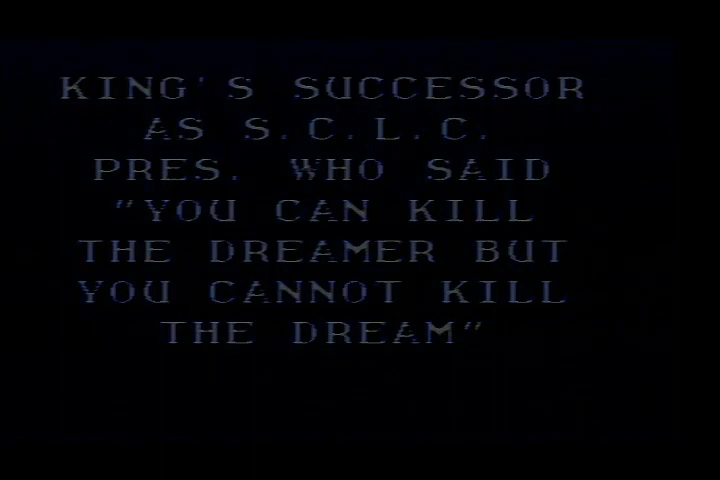 KING'S SUCCESSOR
AS S.C.L.C.
PRES. WHO SAID
"YOU CAN KILL
THE DREAMER BUT
YOU CANNOT KILL
THE DREAM"